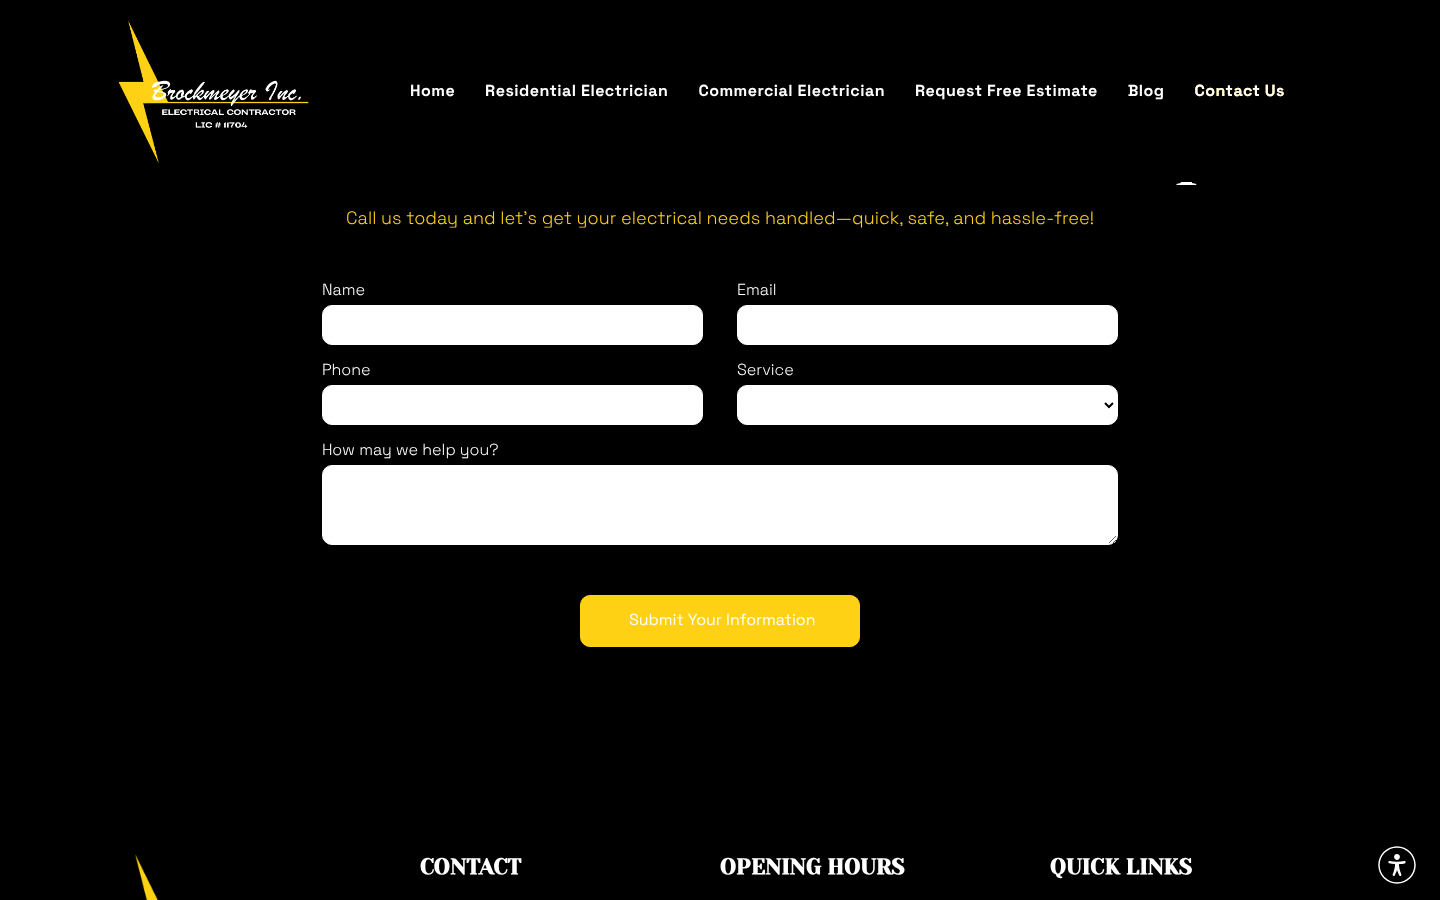 Brockmeyer Inc.
ELECTRICAL CONTRACTOR
LIC # 11704
Home
Residential Electrician
Commercial Electrician
Request Free Estimate
Blog
Contact Us
Call us today and let's get your electrical needs handled—quick, safe, and hassle-free!
Name
Email
Phone
Service
How may we help you?
Submit Your Information
CONTACT
OPENING HOURS
QUICK LINKS